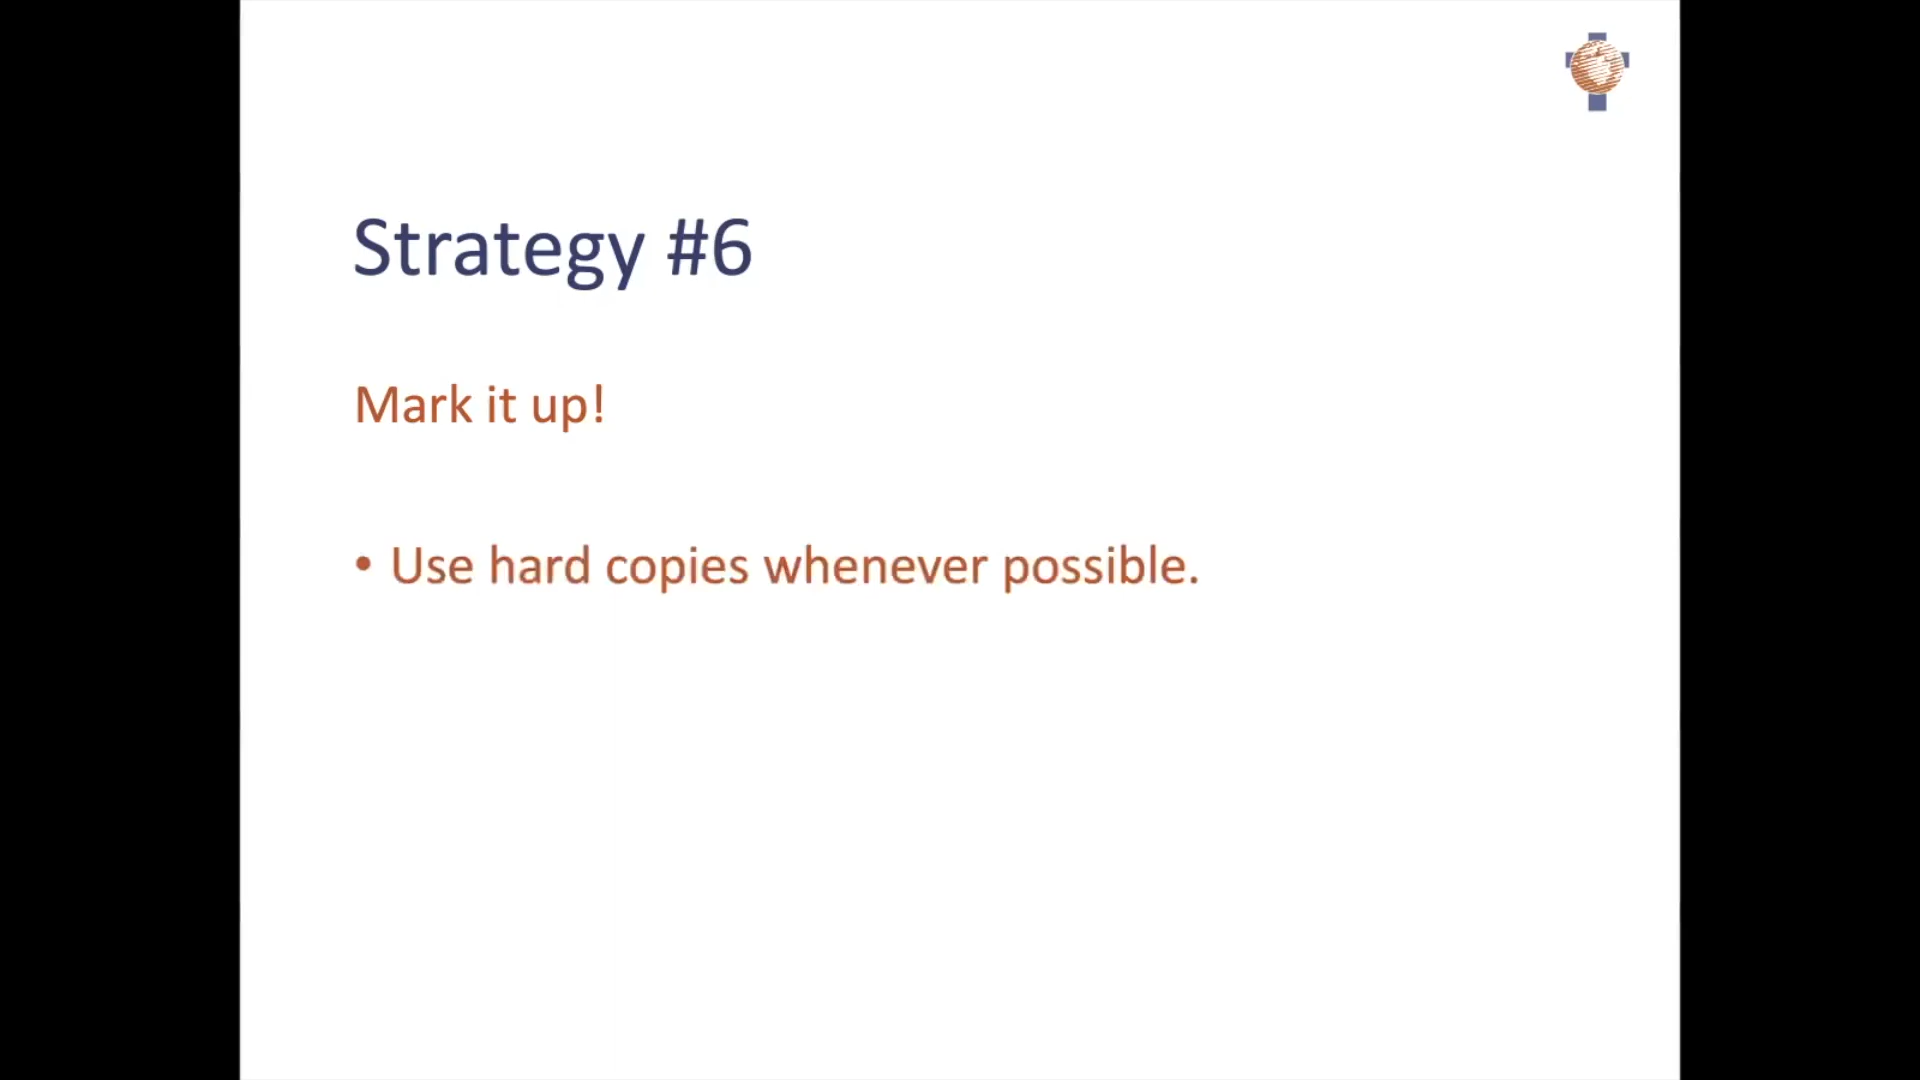 Strategy #6
Mark it up!
• Use hard copies whenever possible.